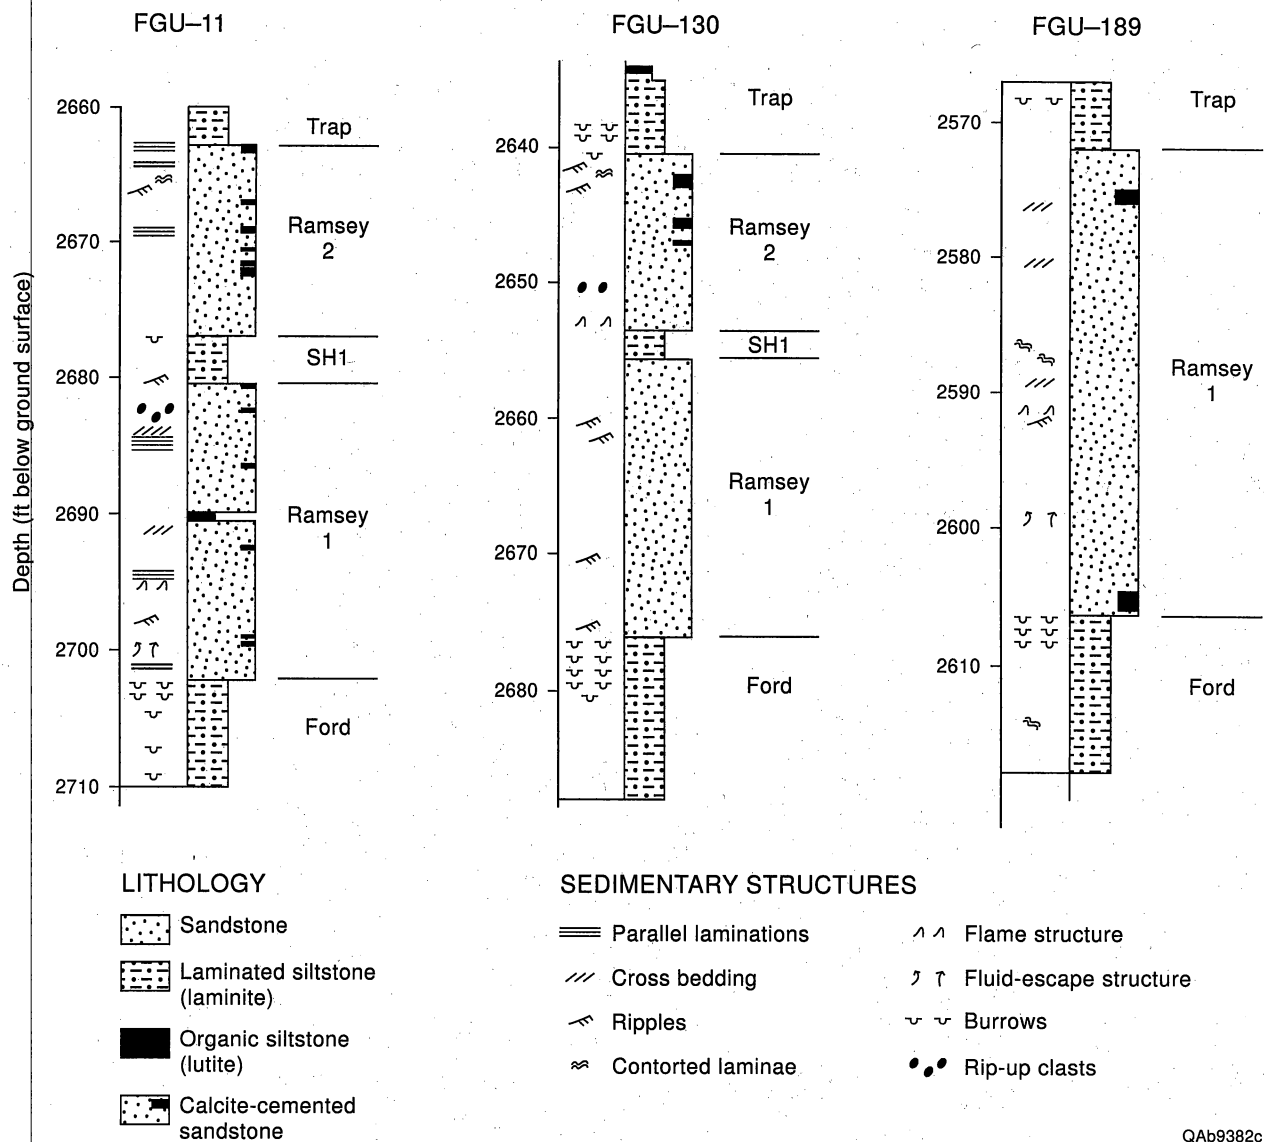 FGU–11
FGU–130
FGU–189
Depth (ft below ground surface)
2660
2670
2680
2690
2700
2710
Trap
Ramsey
2
SH1
Ramsey
1
Ford
2640
2650
2660
2670
2680
Trap
Ramsey
2
SH1
Ramsey
1
Ford
2570
2580
2590
2600
2610
Trap
Ramsey
1
Ford
LITHOLOGY
Sandstone
Laminated siltstone
(laminite)
Organic siltstone
(lutite)
Calcite-cemented
sandstone
SEDIMENTARY STRUCTURES
Parallel laminations
Cross bedding
Ripples
Contorted laminae
Flame structure
Fluid-escape structure
Burrows
Rip-up clasts
QAb9382c